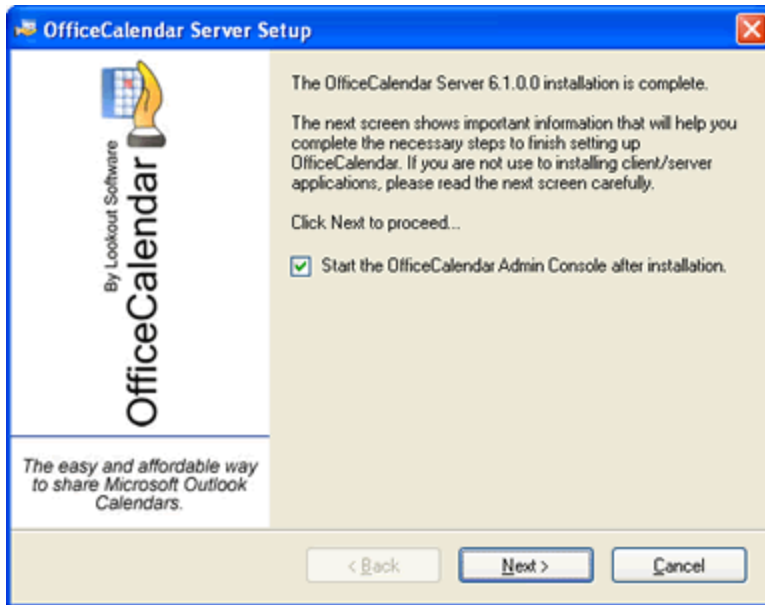 OfficeCalendar Server Setup
By Lookout Software
OfficeCalendar
The easy and affordable way
to share Microsoft Outlook
Calendars.
The OfficeCalendar Server 6.1.0.0 installation is complete.
The next screen shows important information that will help you
complete the necessary steps to finish setting up
OfficeCalendar. If you are not use to installing client/server
applications, please read the next screen carefully.
Click Next to proceed...
Start the OfficeCalendar Admin Console after installation.
< Back
Next >
Cancel